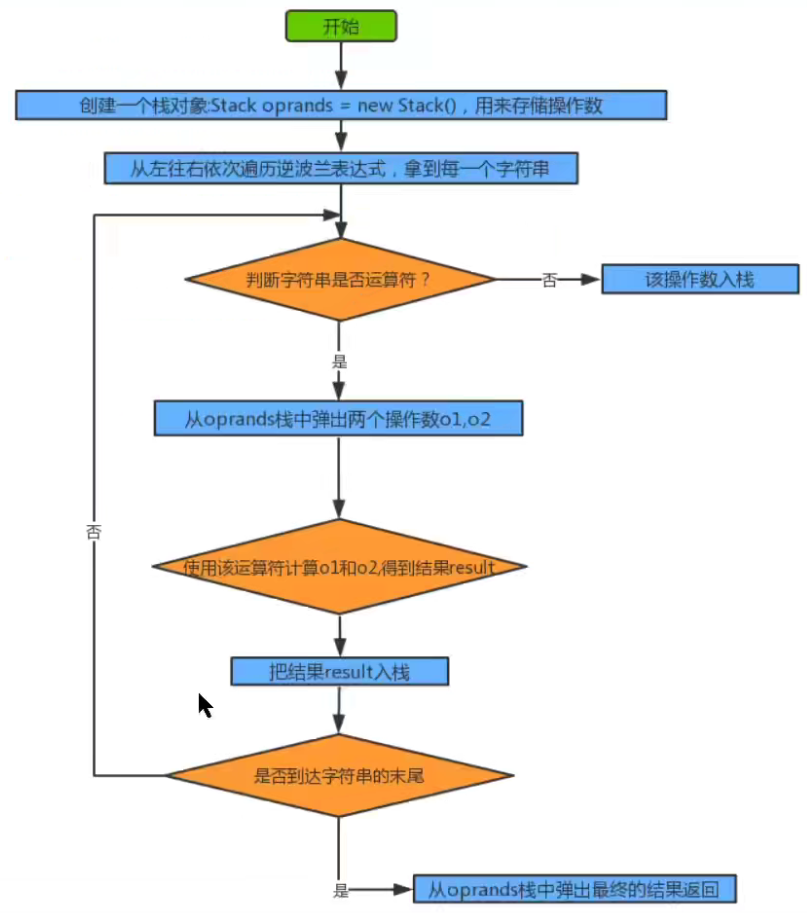 开始
创建一个栈对象:Stack oprands = new Stack()，用来存储操作数
从左往右依次遍历逆波兰表达式，拿到每一个字符串
判断字符串是否运算符？
否
该操作数入栈
是
从oprands栈中弹出两个操作数o1,o2
否
使用该运算符计算o1和o2,得到结果result
把结果result入栈
是否到达字符串的末尾
是
从oprands栈中弹出最终的结果返回